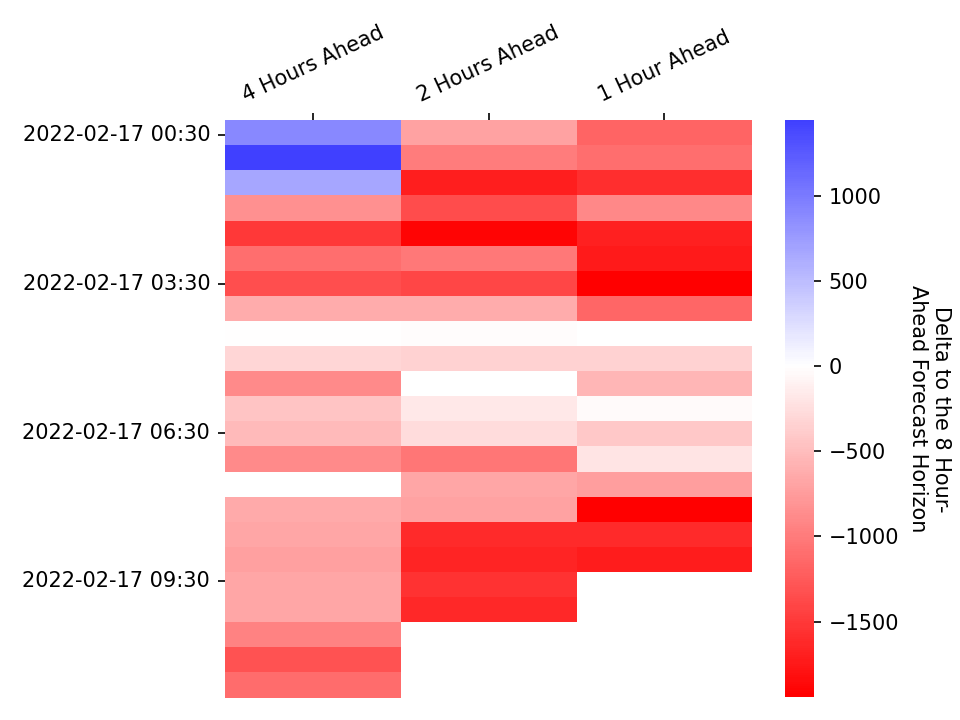 4 Hours Ahead
2 Hours Ahead
1 Hour Ahead
2022-02-17 00:30
2022-02-17 03:30
2022-02-17 06:30
2022-02-17 09:30
1000
500
0
−500
−1000
−1500
Delta to the 8 Hour-
Ahead Forecast Horizon